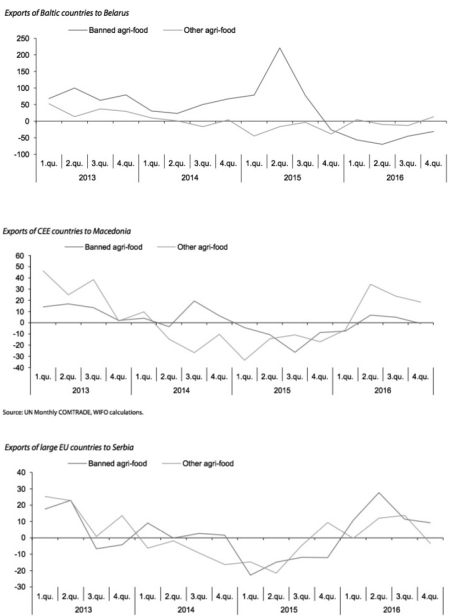 Exports of Baltic countries to Belarus
Banned agri-food Other agri-food
250
200
150
100
50
0
-50
-100
1.qu. 2.qu. 3.qu. 4.qu. 1.qu. 2.qu. 3.qu. 4.qu. 1.qu. 2.qu. 3.qu. 4.qu. 1.qu. 2.qu. 3.qu. 4.qu.
2013 2014 2015 2016
Exports of CEE countries to Macedonia
Banned agri-food Other agri-food
60
50
40
30
20
10
0
-10
-20
-30
-40
1.qu. 2.qu. 3.qu. 4.qu. 1.qu. 2.qu. 3.qu. 4.qu. 1.qu. 2.qu. 3.qu. 4.qu. 1.qu. 2.qu. 3.qu. 4.qu.
2013 2014 2015 2016
Source: UN Monthly COMTRADE, WIFO calculations.
Exports of large EU countries to Serbia
Banned agri-food Other agri-food
40
30
20
10
0
-10
-20
-30
1.qu. 2.qu. 3.qu. 4.qu. 1.qu. 2.qu. 3.qu. 4.qu. 1.qu. 2.qu. 3.qu. 4.qu. 1.qu. 2.qu. 3.qu. 4.qu.
2013 2014 2015 2016